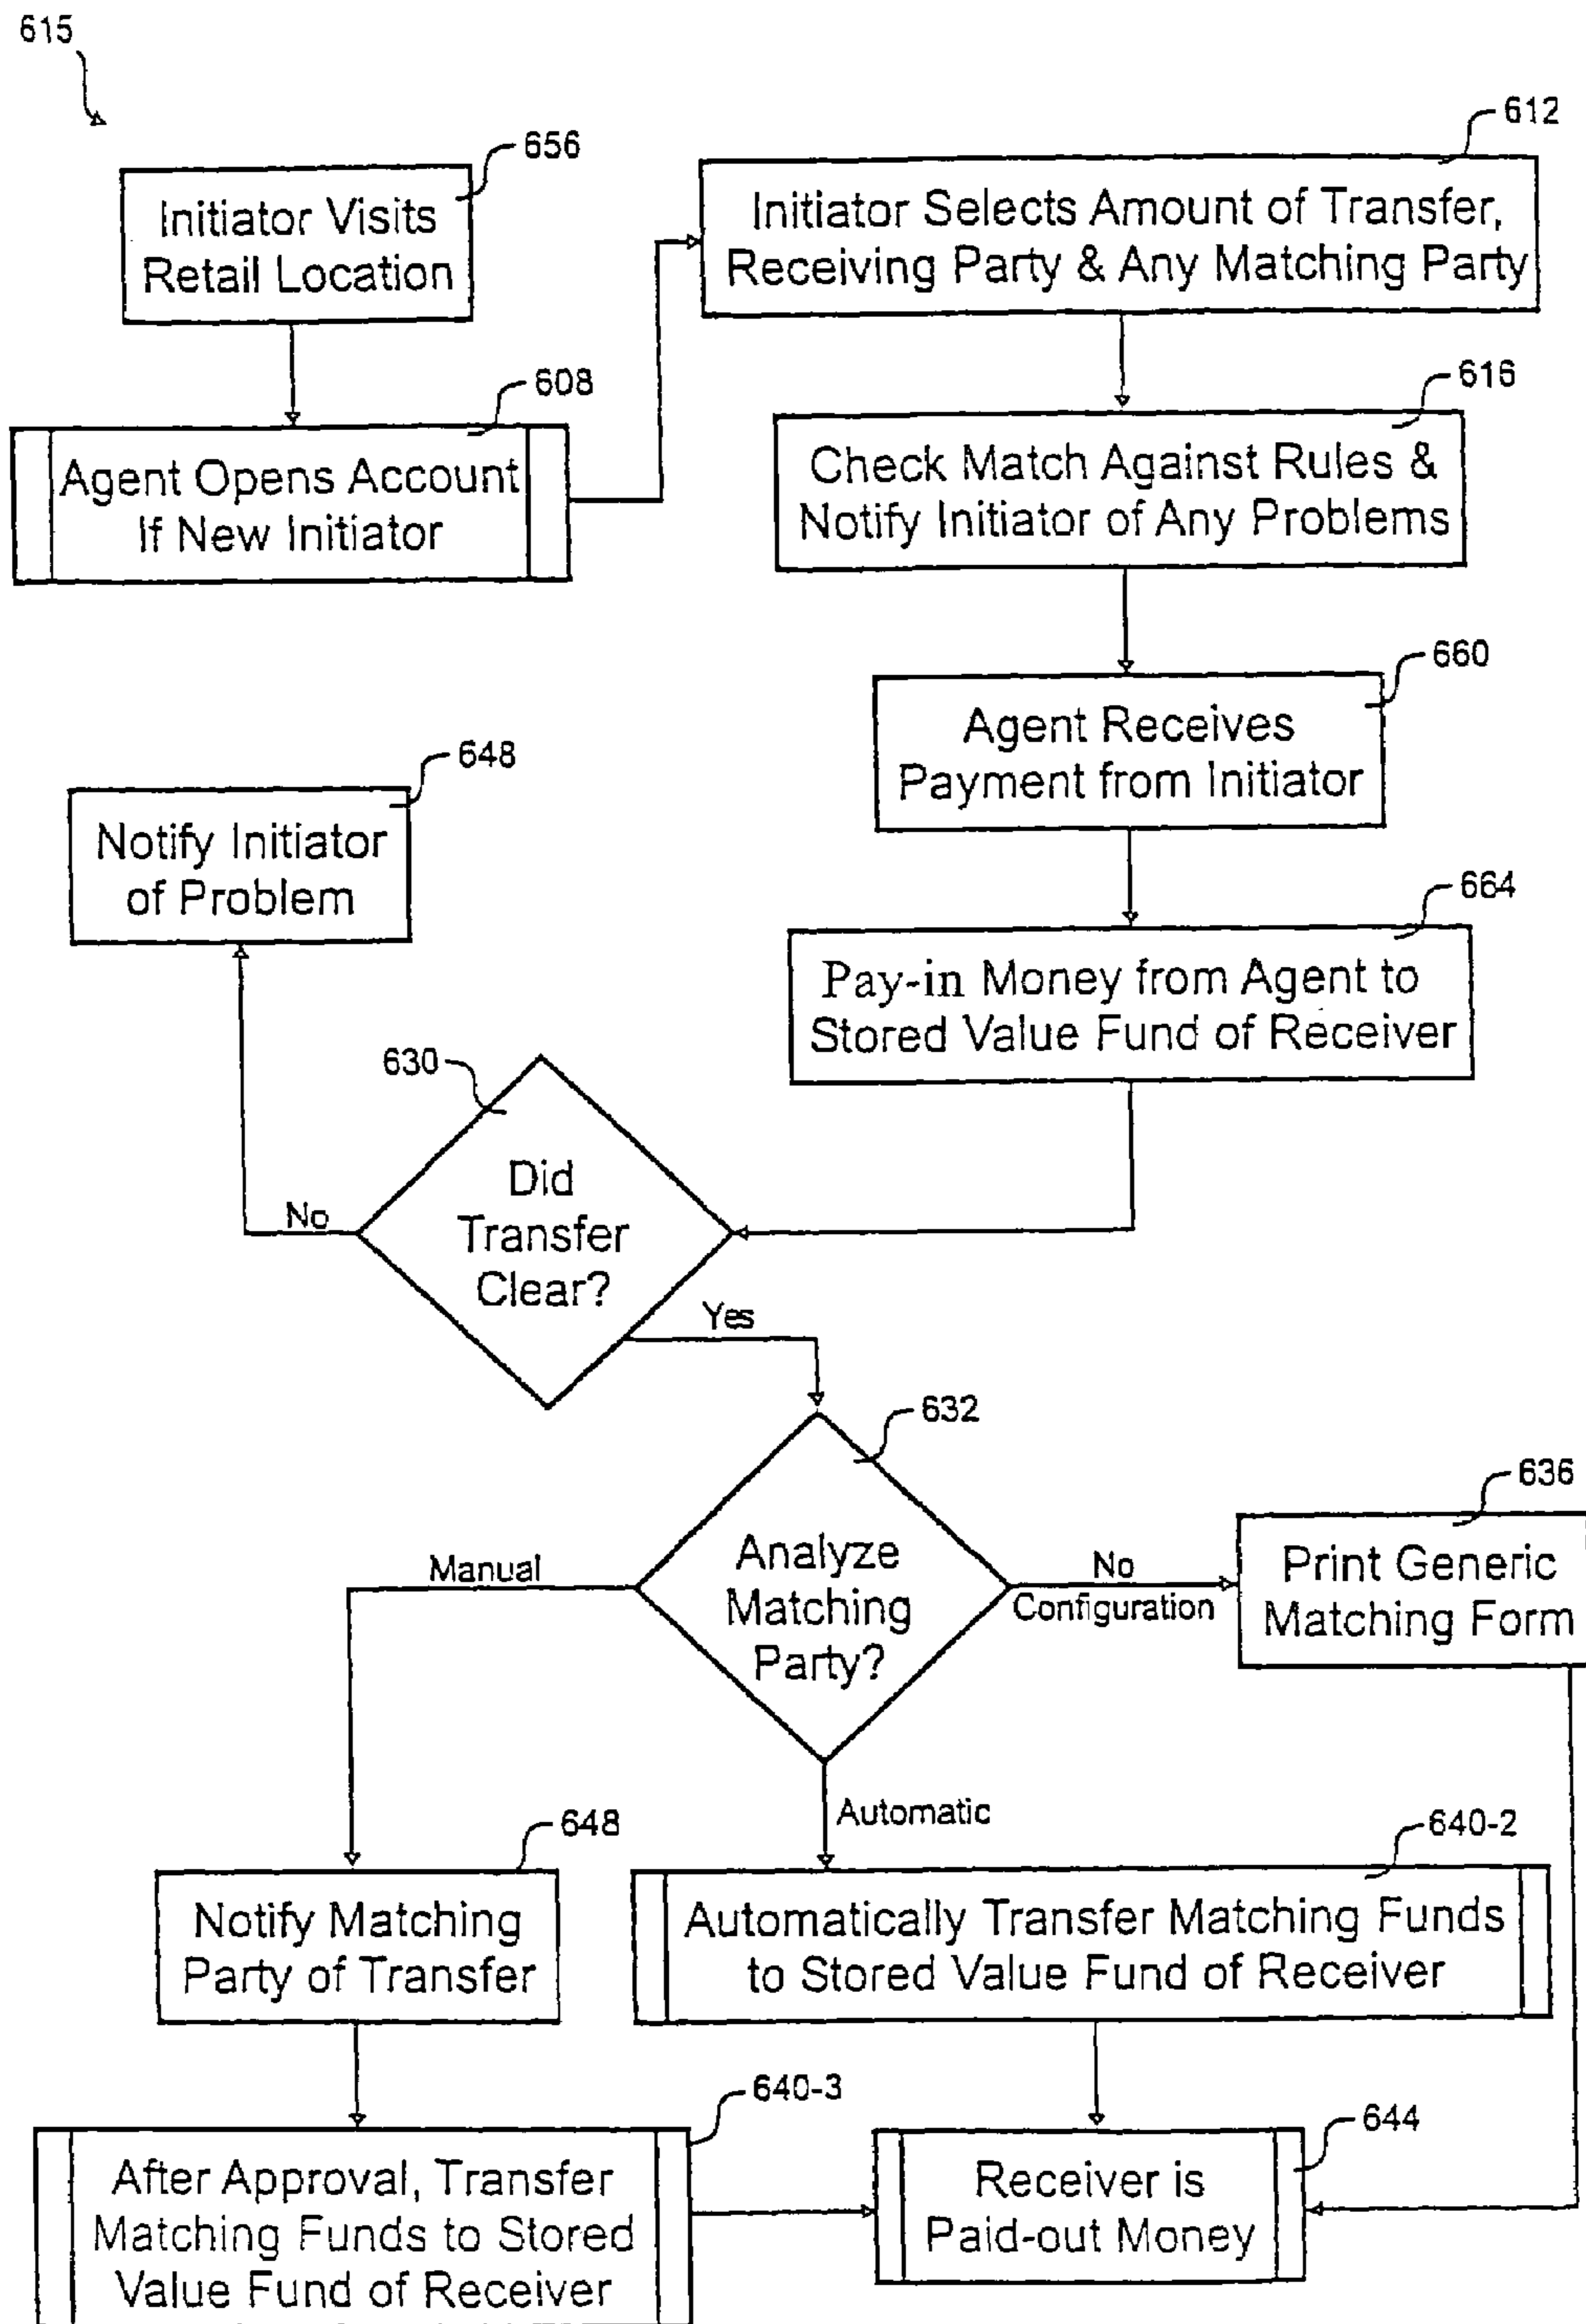 615
656
Initiator Visits
Retail Location
608
Agent Opens Account
If New Initiator
612
Initiator Selects Amount of Transfer,
Receiving Party & Any Matching Party
616
Check Match Against Rules &
Notify Initiator of Any Problems
660
Agent Receives
Payment from Initiator
664
Pay-in Money from Agent to
Stored Value Fund of Receiver
630
Did
Transfer
Clear?
No
648
Notify Initiator
of Problem
Yes
632
Analyze
Matching
Party?
No
Configuration
636
Print Generic
Matching Form
Manual
648
Notify Matching
Party of Transfer
Automatic
640-2
Automatically Transfer Matching Funds
to Stored Value Fund of Receiver
640-3
After Approval, Transfer
Matching Funds to Stored
Value Fund of Receiver
644
Receiver is
Paid-out Money